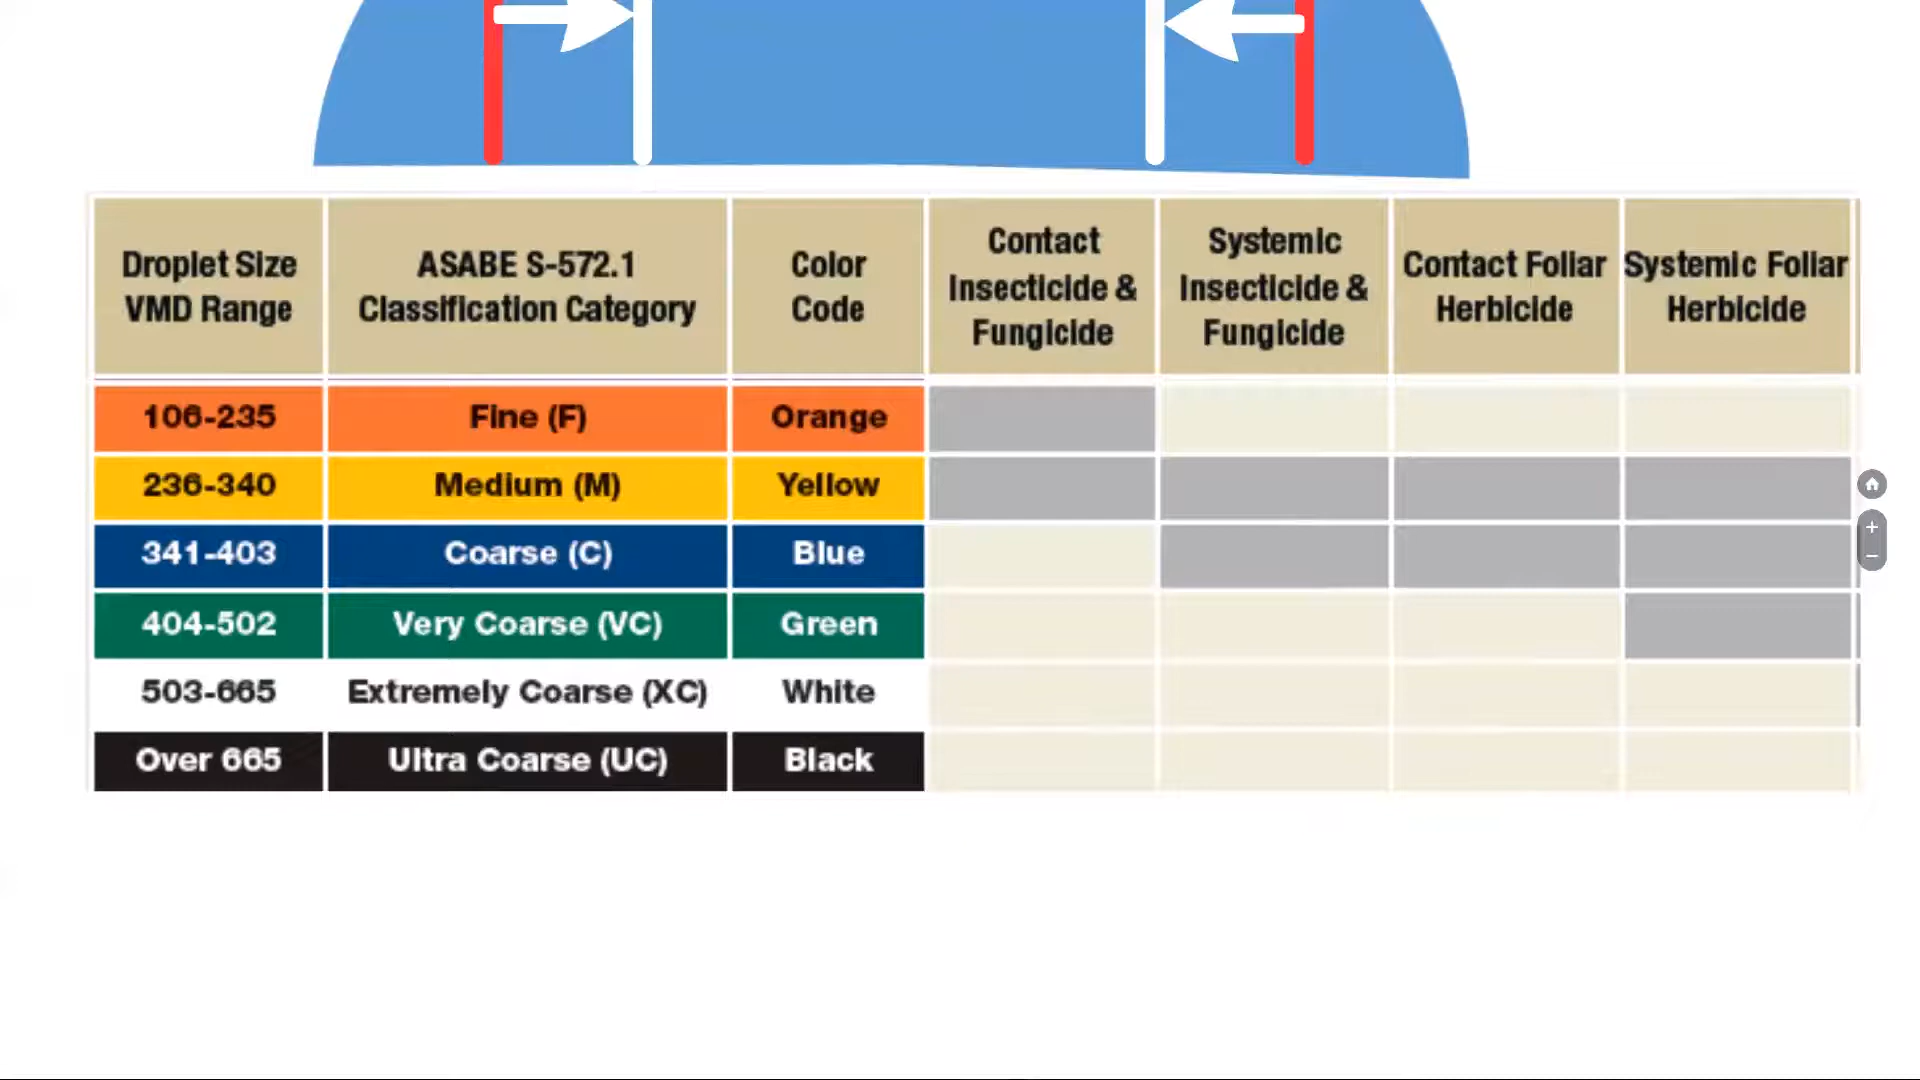 Droplet Size
VMD Range
ASABE S-572.1
Classification Category
Color
Code
Contact
Insecticide &
Fungicide
Systemic
Insecticide &
Fungicide
Contact Foliar
Herbicide
Systemic Foliar
Herbicide
106-235 Fine (F) Orange
236-340 Medium (M) Yellow
341-403 Coarse (C) Blue
404-502 Very Coarse (VC) Green
503-665 Extremely Coarse (XC) White
Over 665 Ultra Coarse (UC) Black